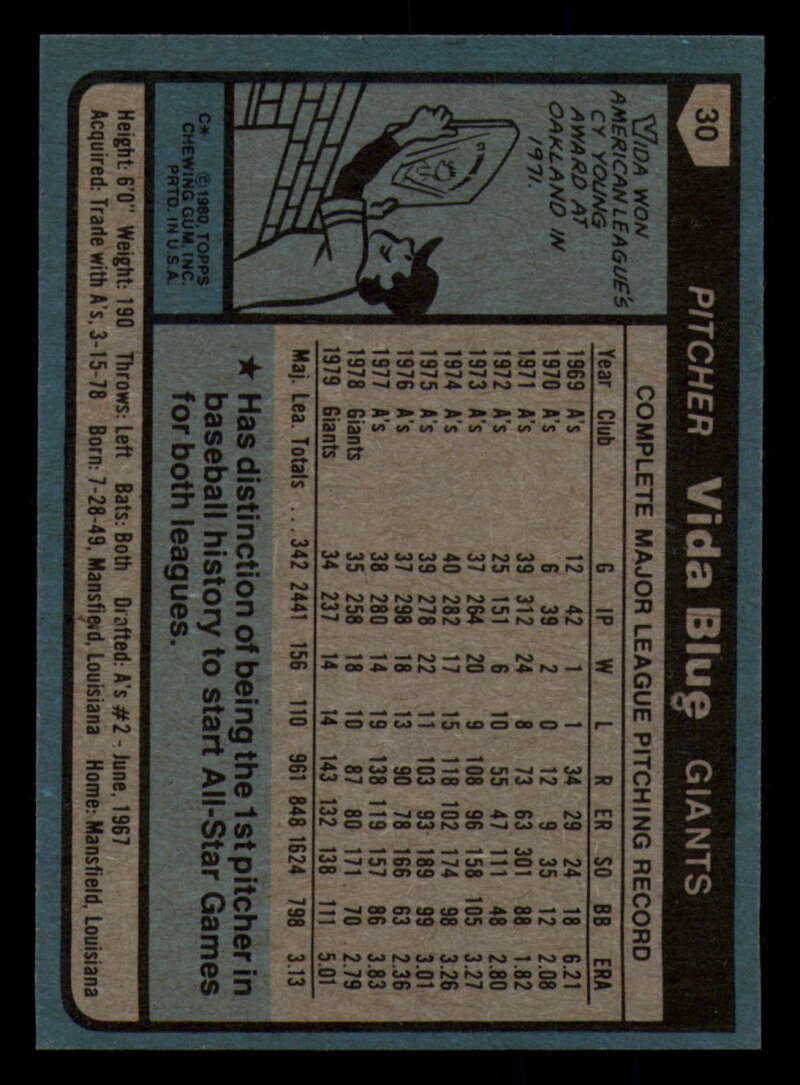 30
PITCHER Vida Blue GIANTS
VIDA WON
AMERICAN LEAGUE'S
CY YOUNG
AWARD AT
OAKLAND IN
1971.
C* ©1980, TOPPS
CHEWING GUM, INC.
PRTD. IN U.S.A.
COMPLETE MAJOR LEAGUE PITCHING RECORD
Year Club G IP W L R ER SO BB ERA
1969 A's 12 42 1 1 34 29 24 18 6.21
1970 A's 6 39 2 0 12 9 35 12 2.08
1971 A's 39 312 24 8 73 63 301 88 1.82
1972 A's 25 151 6 10 55 47 111 48 2.80
1973 A's 37 264 20 9 108 96 158 105 3.27
1974 A's 40 282 17 15 118 102 174 98 3.26
1975 A's 39 278 22 11 103 93 189 99 3.01
1976 A's 37 298 18 13 90 78 166 63 2.36
1977 A's 38 280 14 19 138 119 157 86 3.83
1978 Giants 35 258 18 10 87 80 171 70 2.79
1979 Giants 34 237 14 14 143 132 138 111 5.01
Maj. Lea. Totals ... 342 2441 156 110 961 848 1624 798 3.13
★ Has distinction of being the 1st pitcher in
baseball history to start All-Star Games
for both leagues.
Height: 6'0" Weight: 190 Throws: Left Bats: Both Drafted: A's #2 - June, 1967
Acquired: Trade with A's, 3-15-78 Born: 7-28-49, Mansfield, Louisiana Home: Mansfield, Louisiana